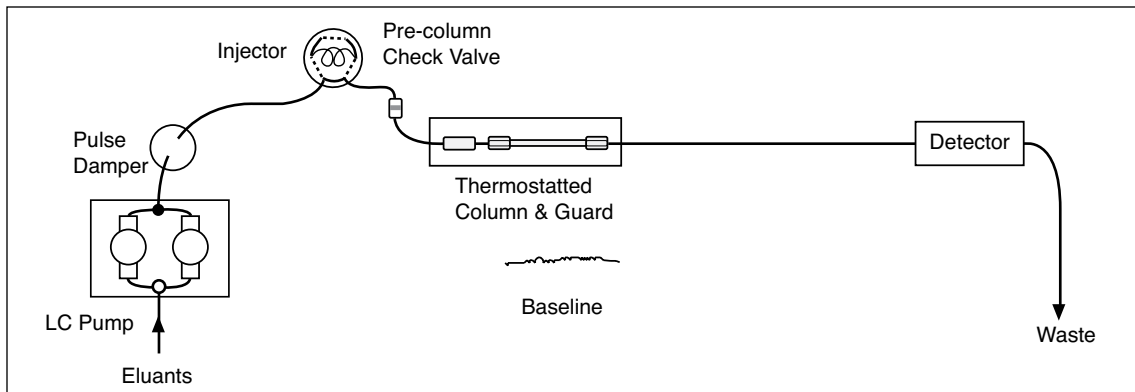 Injector
Pre-column
Check Valve
Pulse
Damper
Detector
Thermostatted
Column & Guard
Baseline
LC Pump
Waste
Eluants